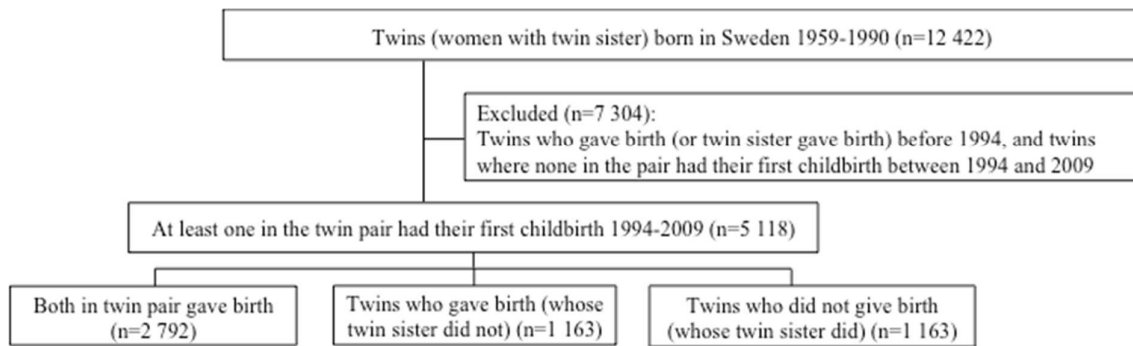 Twins (women with twin sister) born in Sweden 1959-1990 (n=12 422)
Excluded (n=7 304):
Twins who gave birth (or twin sister gave birth) before 1994, and twins
where none in the pair had their first childbirth between 1994 and 2009
At least one in the twin pair had their first childbirth 1994-2009 (n=5 118)
Both in twin pair gave birth
(n=2 792)
Twins who gave birth (whose
twin sister did not) (n=1 163)
Twins who did not give birth
(whose twin sister did) (n=1 163)